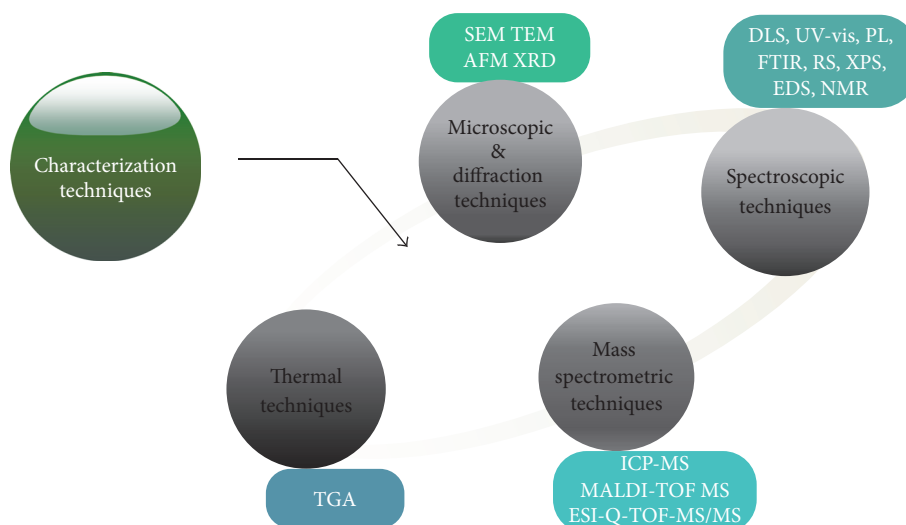 Characterization
techniques
SEM TEM
AFM XRD
Microscopic
&
diffraction
techniques
DLS, UV-vis, PL,
FTIR, RS, XPS,
EDS, NMR
Spectroscopic
techniques
Thermal
techniques
TGA
Mass
spectrometric
techniques
ICP-MS
MALDI-TOF MS
ESI-Q-TOF-MS/MS